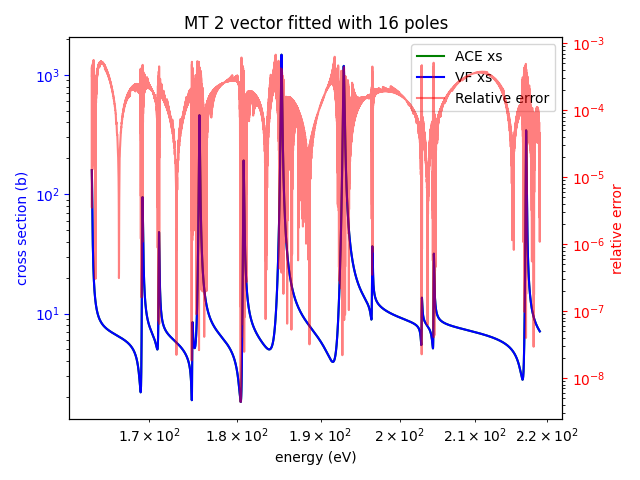 MT 2 vector fitted with 16 poles
cross section (b)
10³
10²
10¹
ACE xs
VF xs
Relative error
10⁻³
10⁻⁴
10⁻⁵
10⁻⁶
10⁻⁷
10⁻⁸
relative error
1.7 × 10² 1.8 × 10² 1.9 × 10² 2 × 10² 2.1 × 10² 2.2 × 10²
energy (eV)